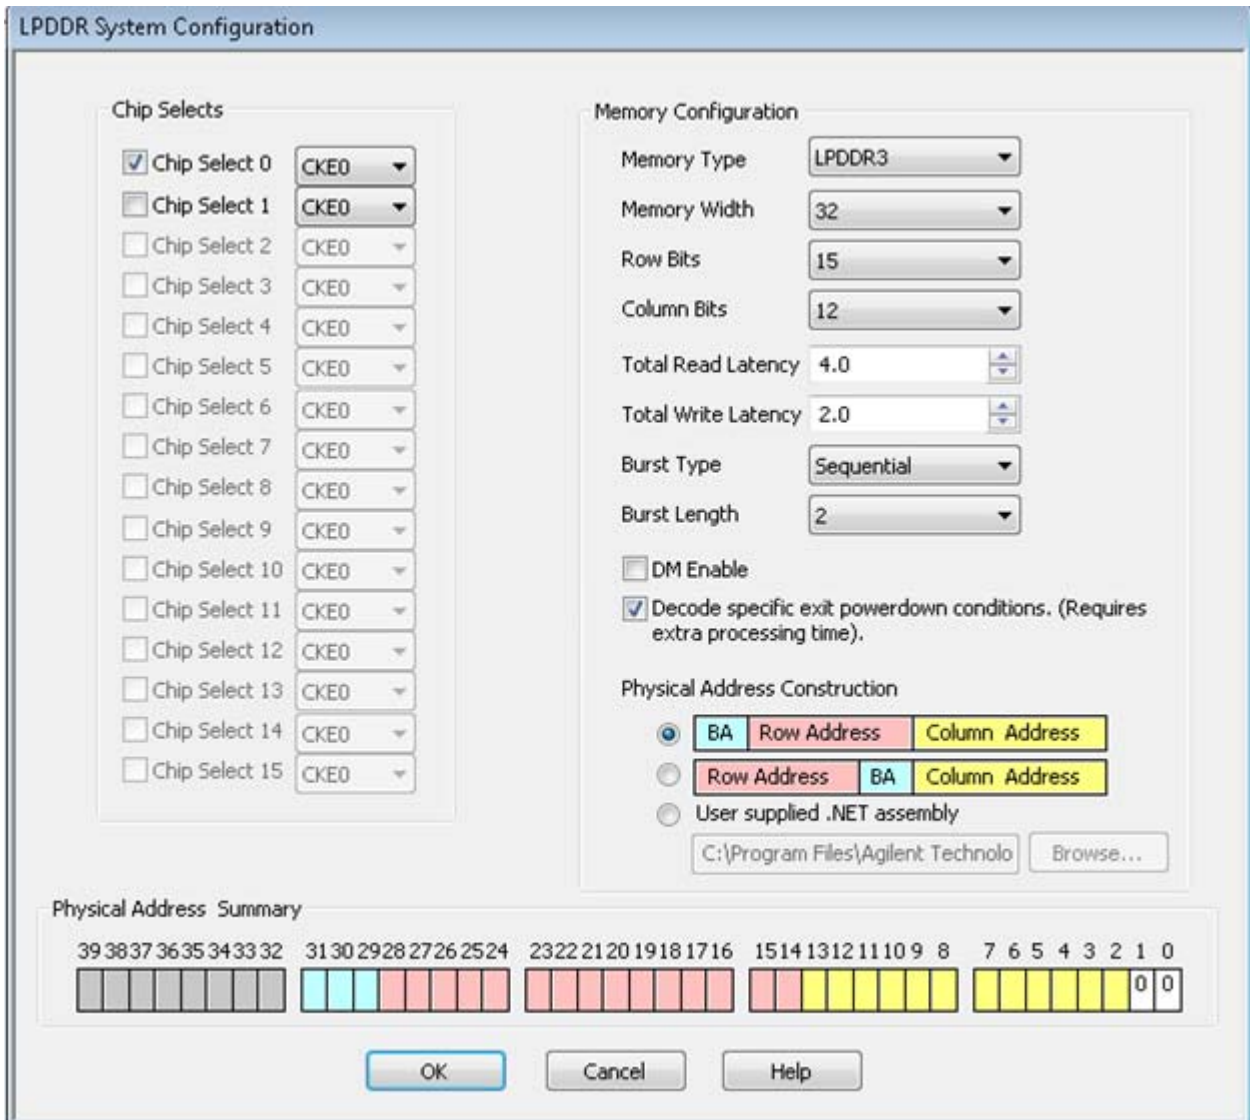 LPDDR System Configuration
Chip Selects
Chip Select 0 CKE0
Chip Select 1 CKE0
Chip Select 2 CKE0
Chip Select 3 CKE0
Chip Select 4 CKE0
Chip Select 5 CKE0
Chip Select 6 CKE0
Chip Select 7 CKE0
Chip Select 8 CKE0
Chip Select 9 CKE0
Chip Select 10 CKE0
Chip Select 11 CKE0
Chip Select 12 CKE0
Chip Select 13 CKE0
Chip Select 14 CKE0
Chip Select 15 CKE0
Memory Configuration
Memory Type LPDDR3
Memory Width 32
Row Bits 15
Column Bits 12
Total Read Latency 4.0
Total Write Latency 2.0
Burst Type Sequential
Burst Length 2
DM Enable
Decode specific exit powerdown conditions. (Requires
extra processing time).
Physical Address Construction
BA Row Address Column Address
Row Address BA Column Address
User supplied .NET assembly
C:\Program Files\Agilent Technolo Browse...
Physical Address Summary
39 38 37 36 35 34 33 32 31 30 29 28 27 26 25 24 23 22 21 20 19 18 17 16 15 14 13 12 11 10 9 8 7 6 5 4 3 2 1 0
0 0
OK Cancel Help